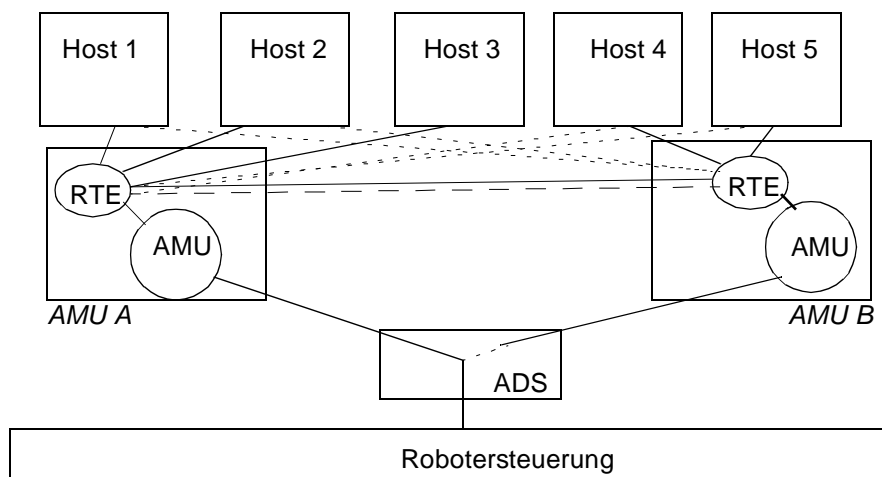 Host 1
Host 2
Host 3
Host 4
Host 5
RTE
RTE
AMU
AMU
AMU A
AMU B
ADS
Robotersteuerung